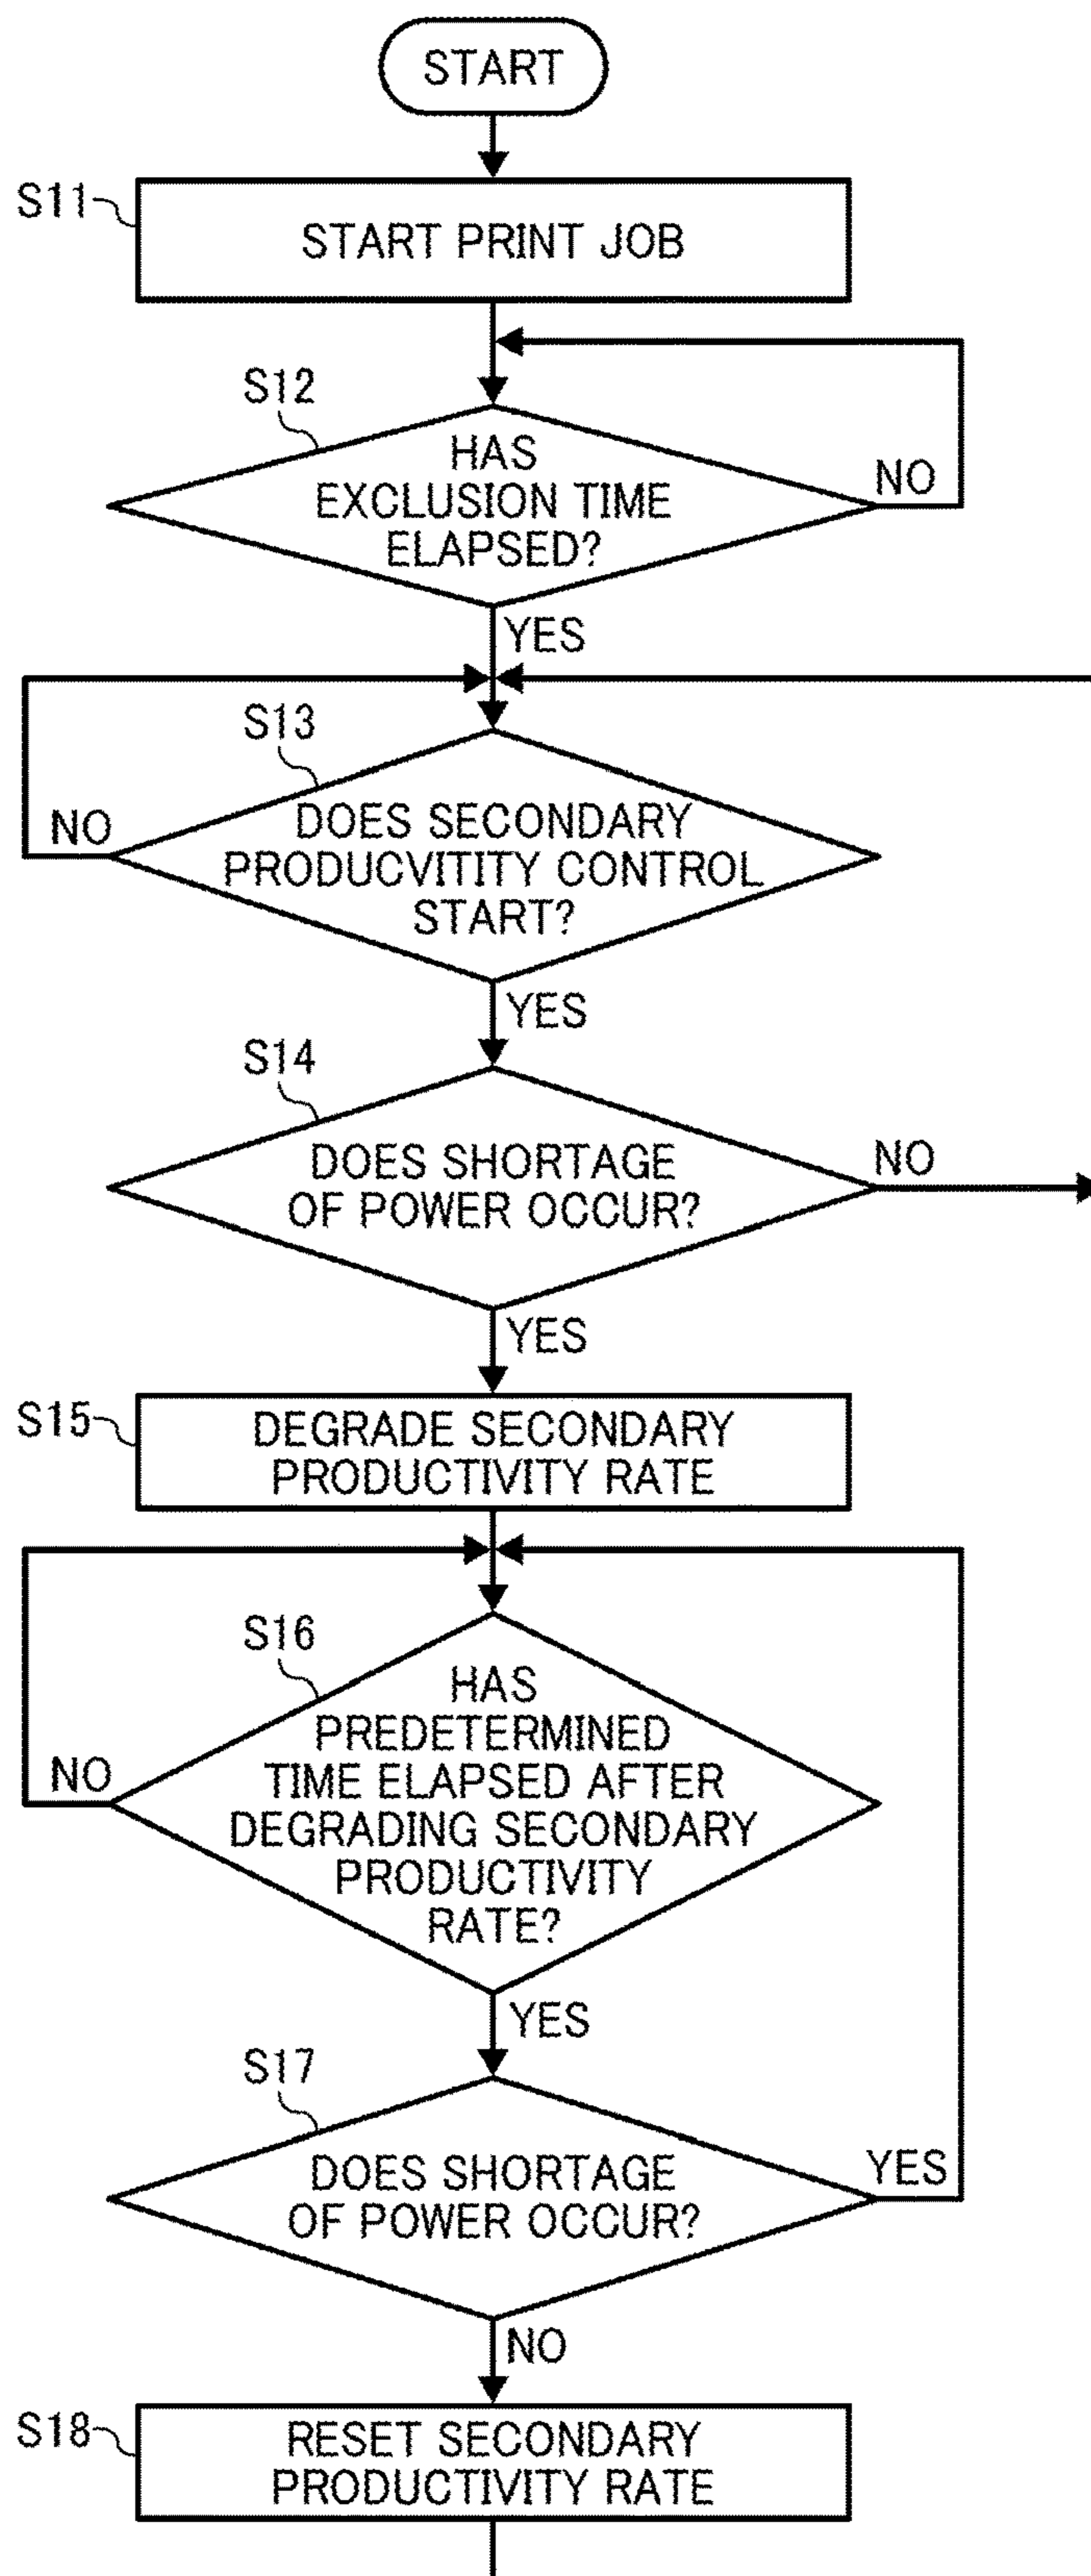 START
S11
START PRINT JOB
S12
HAS
EXCLUSION TIME
ELAPSED?
NO
YES
S13
DOES SECONDARY
PRODUCVITITY CONTROL
START?
NO
YES
S14
DOES SHORTAGE
OF POWER OCCUR?
NO
YES
S15
DEGRADE SECONDARY
PRODUCTIVITY RATE
S16
HAS
PREDETERMINED
TIME ELAPSED AFTER
DEGRADING SECONDARY
PRODUCTIVITY
RATE?
NO
YES
S17
DOES SHORTAGE
OF POWER OCCUR?
YES
NO
S18
RESET SECONDARY
PRODUCTIVITY RATE